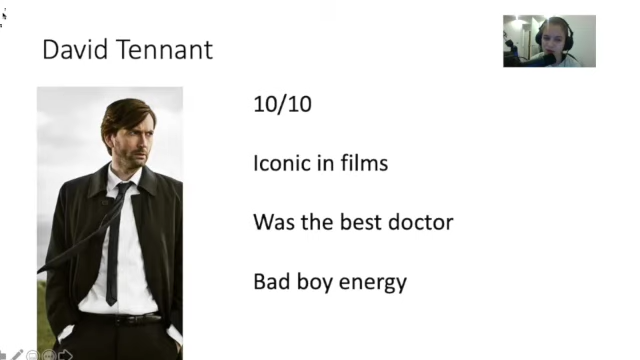 David Tennant
10/10
Iconic in films
Was the best doctor
Bad boy energy